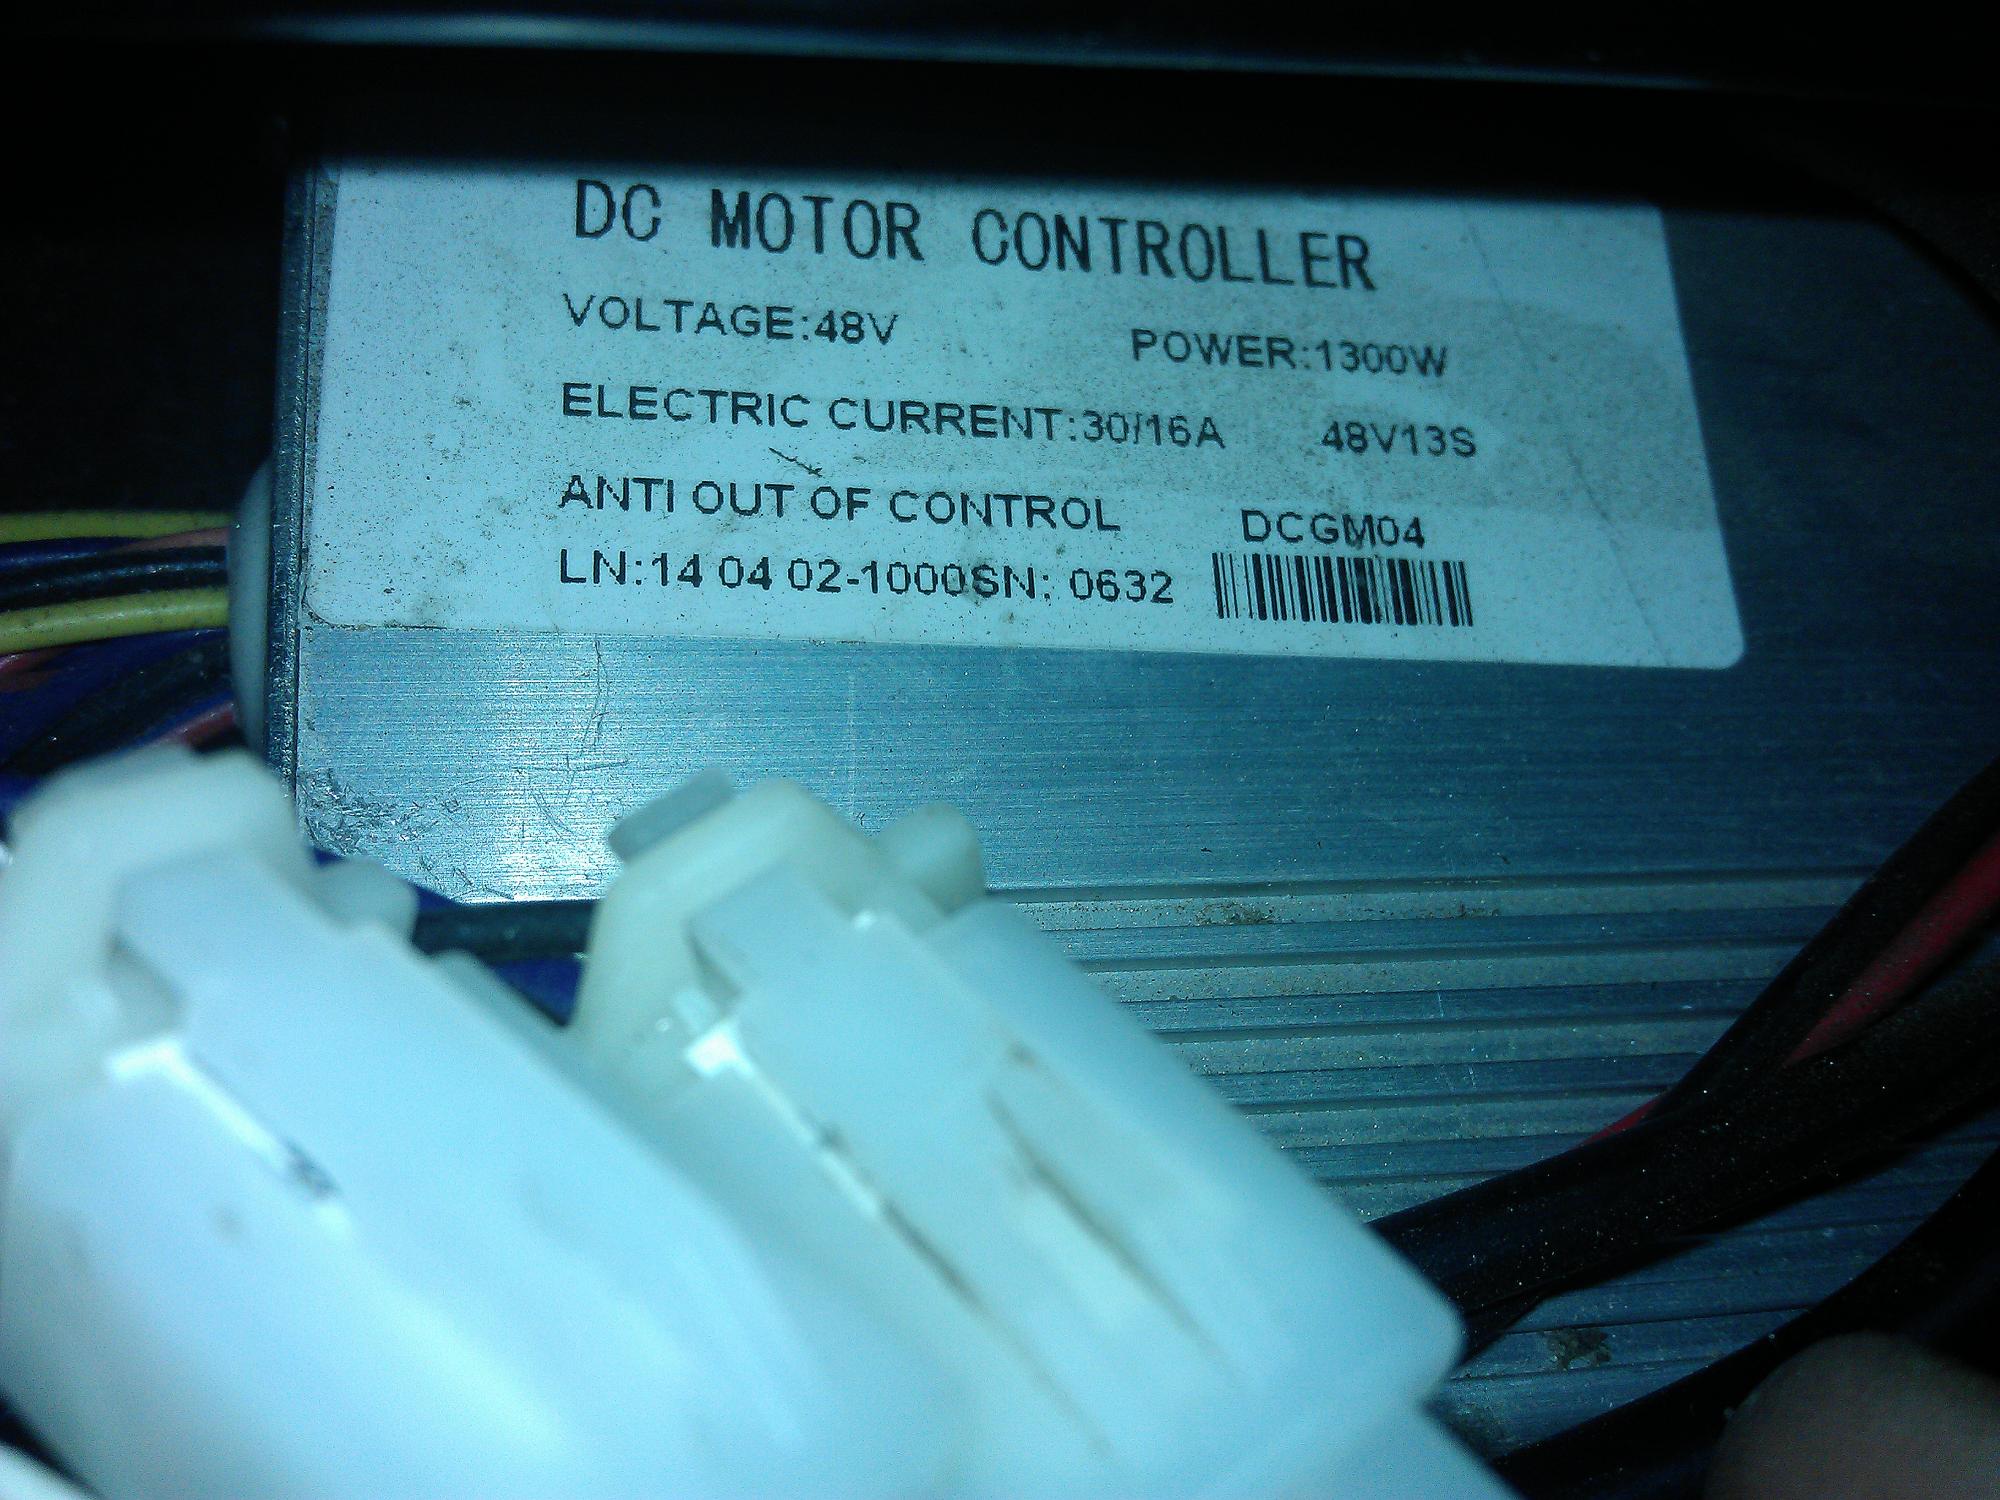 DC MOTOR CONTROLLER
VOLTAGE:48V POWER:1300W
ELECTRIC CURRENT:30/16A 48V13S
ANTI OUT OF CONTROL DCGM04
LN:14 04 02-1000SN: 0632